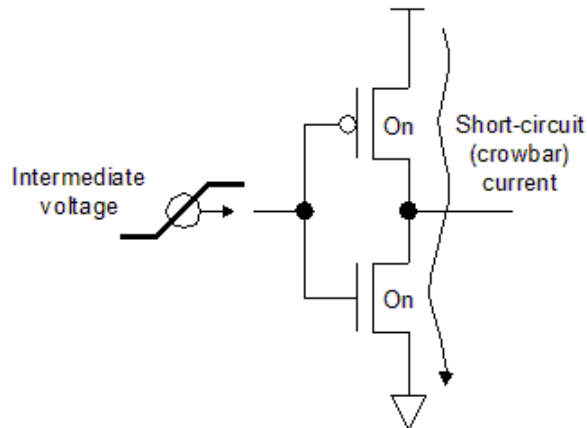 On
Short-circuit
(crowbar)
current
Intermediate
voltage
On